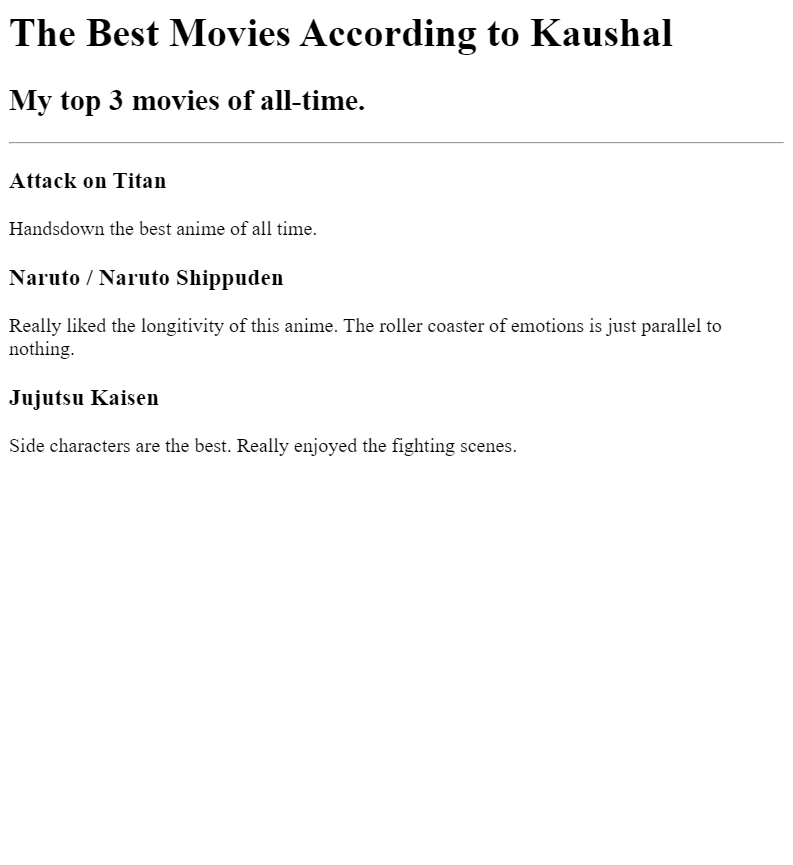 The Best Movies According to Kaushal
My top 3 movies of all-time.
Attack on Titan
Handsdown the best anime of all time.
Naruto / Naruto Shippuden
Really liked the longitivity of this anime. The roller coaster of emotions is just parallel to
nothing.
Jujutsu Kaisen
Side characters are the best. Really enjoyed the fighting scenes.